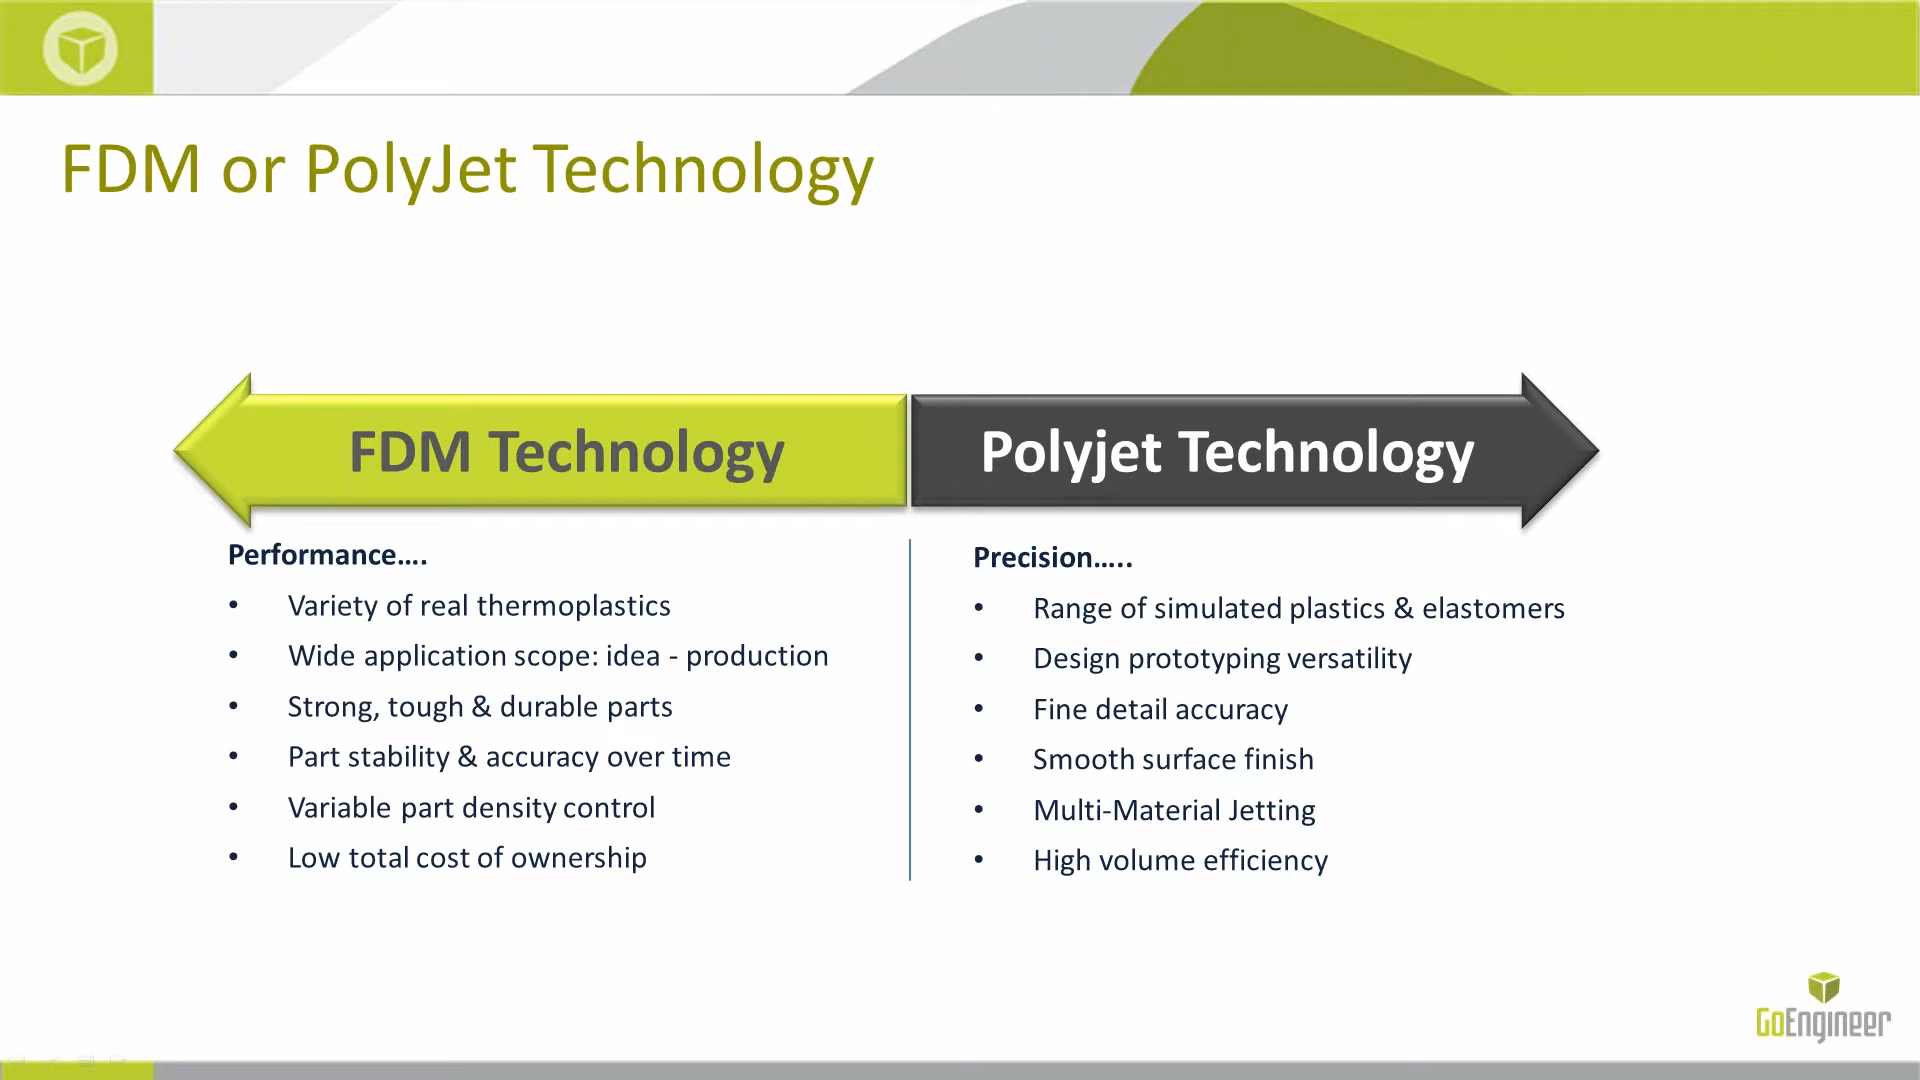 FDM or PolyJet Technology
FDM Technology
Polyjet Technology
Performance....
• Variety of real thermoplastics
• Wide application scope: idea - production
• Strong, tough & durable parts
• Part stability & accuracy over time
• Variable part density control
• Low total cost of ownership
Precision.....
• Range of simulated plastics & elastomers
• Design prototyping versatility
• Fine detail accuracy
• Smooth surface finish
• Multi-Material Jetting
• High volume efficiency
GoEngineer